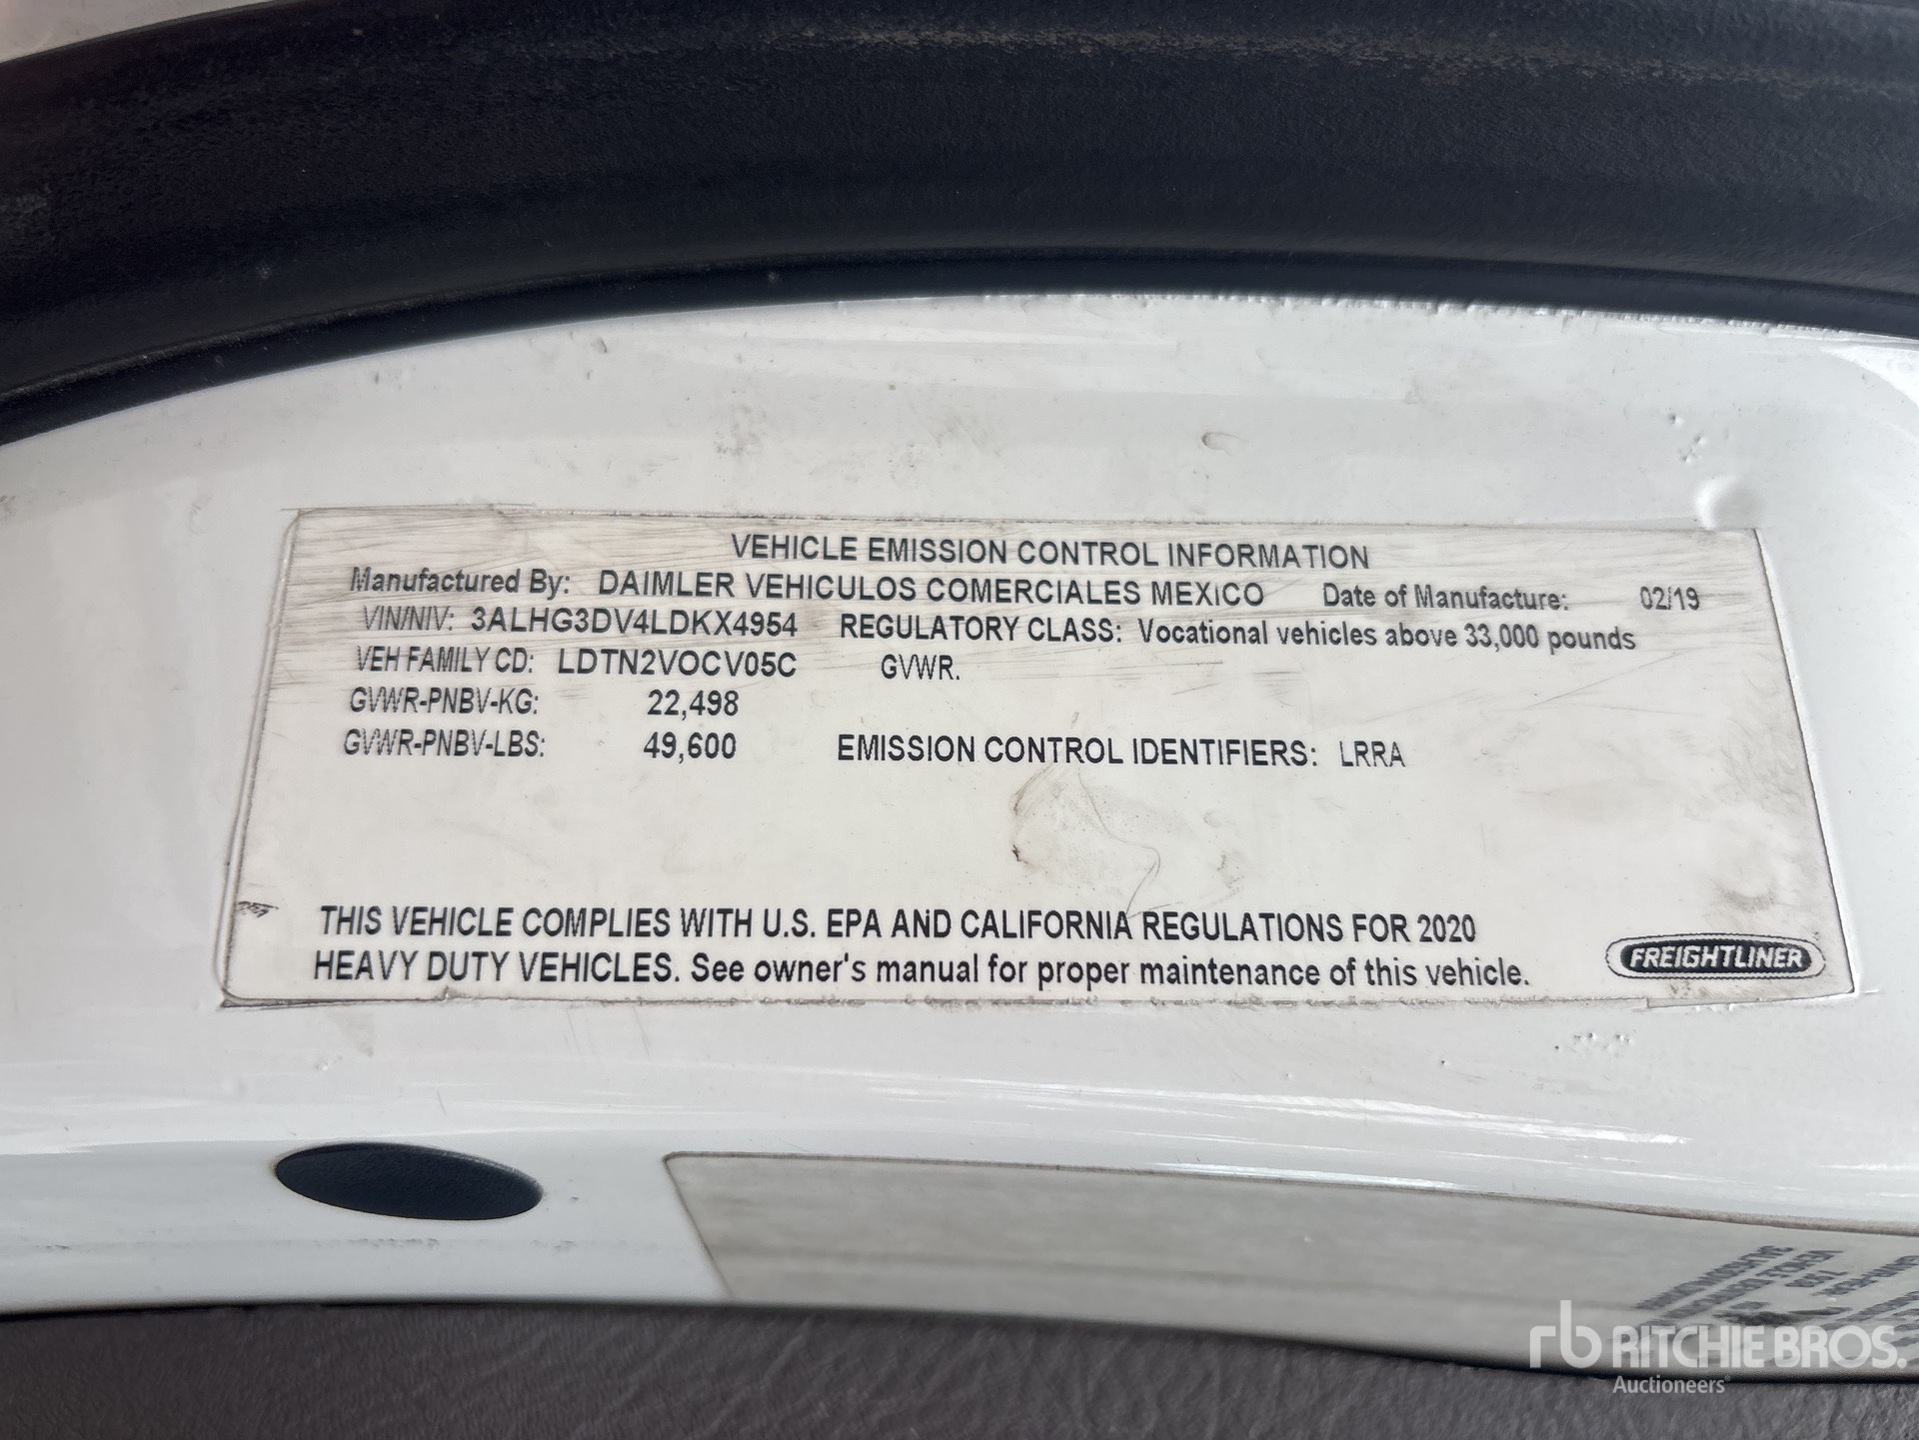 VEHICLE EMISSION CONTROL INFORMATION
Manufactured By: DAIMLER VEHICULOS COMERCIALES MEXICO Date of Manufacture: 02/19
VIN/NIV: 3ALHG3DV4LDKX4954 REGULATORY CLASS: Vocational vehicles above 33,000 pounds
VEH FAMILY CD: LDTN2VOCV05C GVWR.
GVWR-PNBV-KG: 22,498
GVWR-PNBV-LBS: 49,600 EMISSION CONTROL IDENTIFIERS: LRRA
THIS VEHICLE COMPLIES WITH U.S. EPA AND CALIFORNIA REGULATIONS FOR 2020
HEAVY DUTY VEHICLES. See owner's manual for proper maintenance of this vehicle.
FREIGHTLINER
rb RITCHIE BROS.
Auctioneers